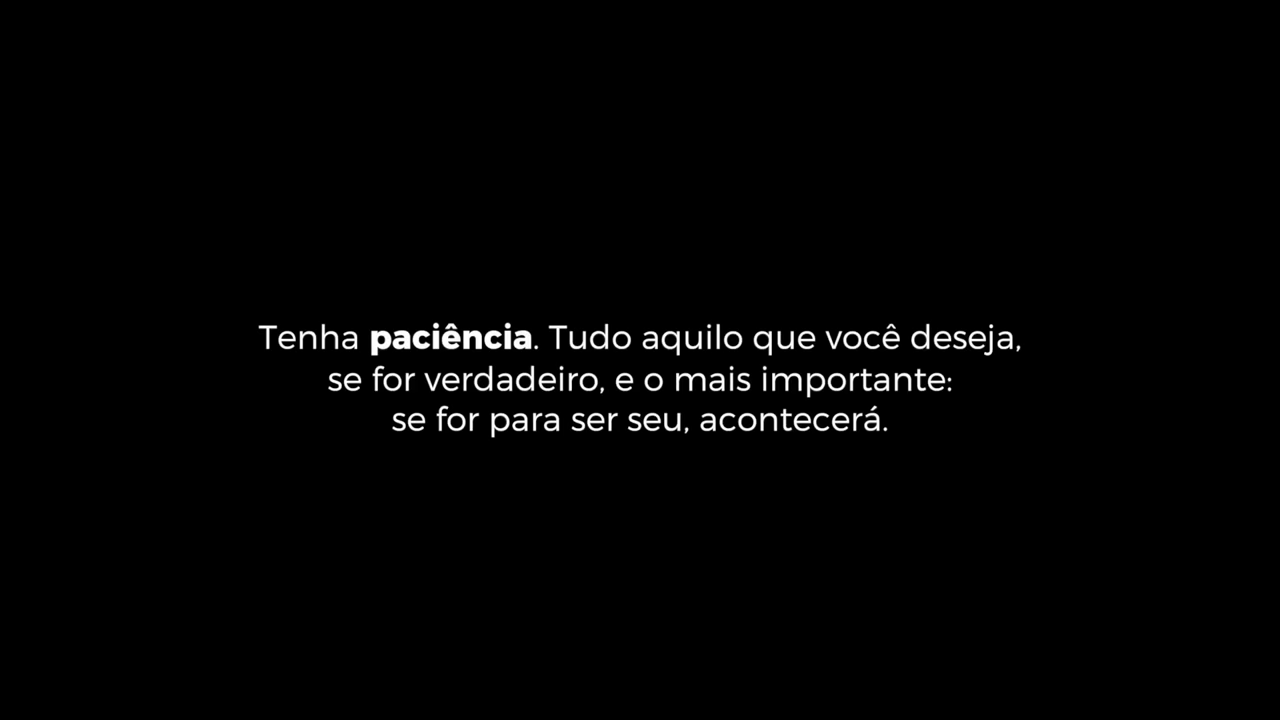 Tenha paciência. Tudo aquilo que você deseja,
se for verdadeiro, e o mais importante:
se for para ser seu, acontecerá.